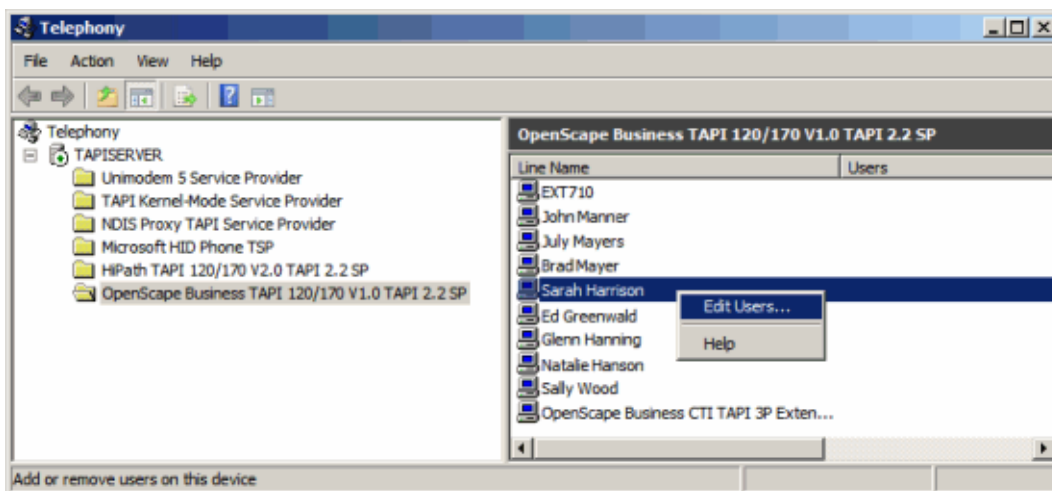 Telephony
File Action View Help
Telephony
TAPISERVER
Unimodem 5 Service Provider
TAPI Kernel-Mode Service Provider
NDIS Proxy TAPI Service Provider
Microsoft HID Phone TSP
HiPath TAPI 120/170 V2.0 TAPI 2.2 SP
OpenScape Business TAPI 120/170 V1.0 TAPI 2.2 SP
OpenScape Business TAPI 120/170 V1.0 TAPI 2.2 SP
Line Name Users
EXT710
John Manner
July Mayers
Brad Mayer
Sarah Harrison
Edit Users...
Help
Ed Greenwald
Glenn Hanning
Natalie Hanson
Sally Wood
OpenScape Business CTI TAPI 3P Exten...
Add or remove users on this device